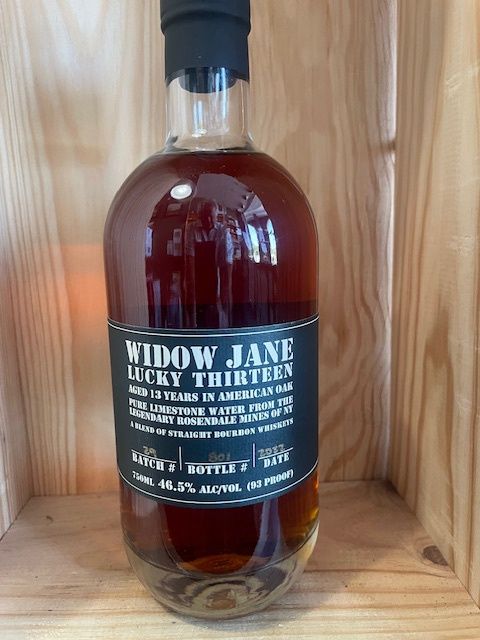 WIDOW JANE
LUCKY THIRTEEN
AGED 13 YEARS IN AMERICAN OAK
PURE LIMESTONE WATER FROM THE
LEGENDARY ROSENDALE MINES OF NY
A BLEND OF STRAIGHT BOURBON WHISKEYS
801
BATCH # BOTTLE # DATE
750ML 46.5% ALC/VOL (93 PROOF)